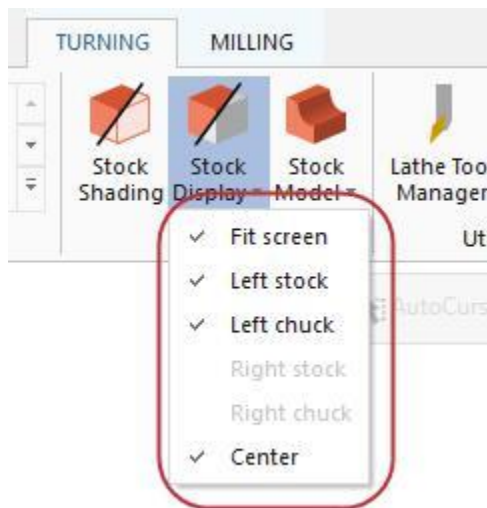 TURNING MILLING
Stock Stock Stock Lathe Too
Shading Display Model Manager
Ut
Fit screen
Left stock
AutoCurs
Left chuck
Right stock
Right chuck
Center